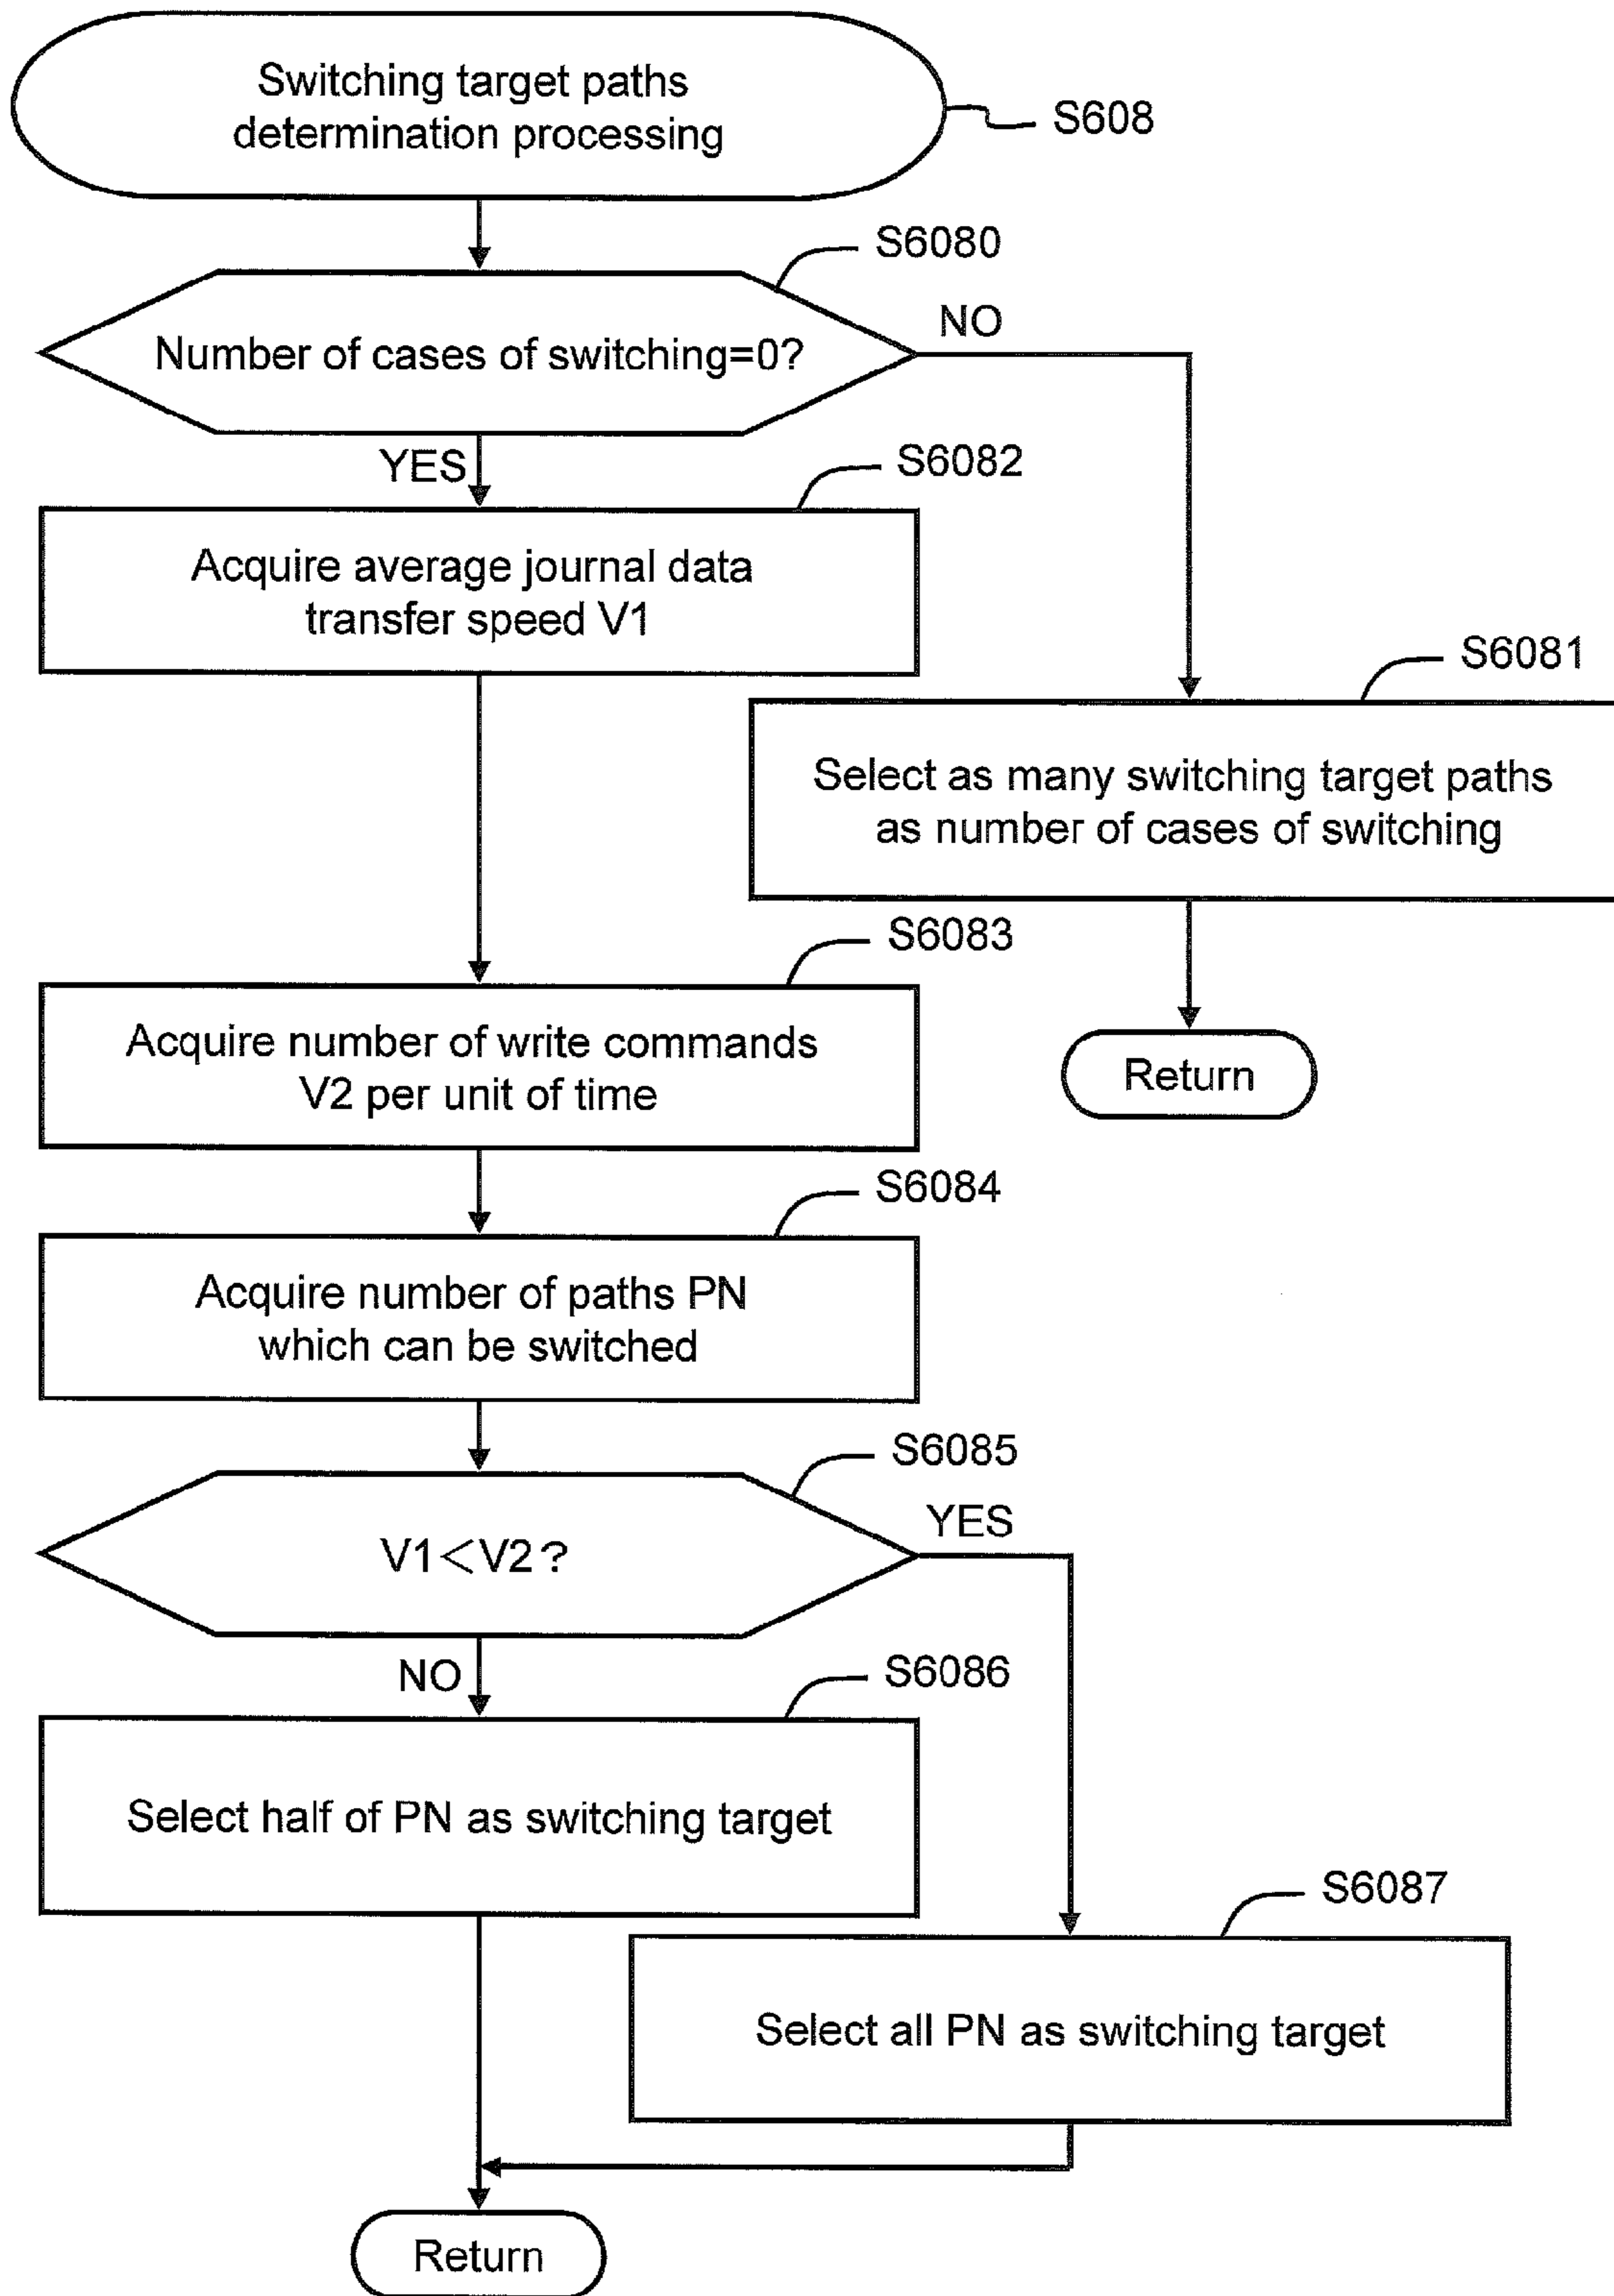 Switching target paths
determination processing
S608
S6080
Number of cases of switching=0?
NO
YES
S6082
Acquire average journal data
transfer speed V1
S6081
Select as many switching target paths
as number of cases of switching
Return
S6083
Acquire number of write commands
V2 per unit of time
S6084
Acquire number of paths PN
which can be switched
S6085
V1<V2?
YES
NO
S6086
Select half of PN as switching target
S6087
Select all PN as switching target
Return